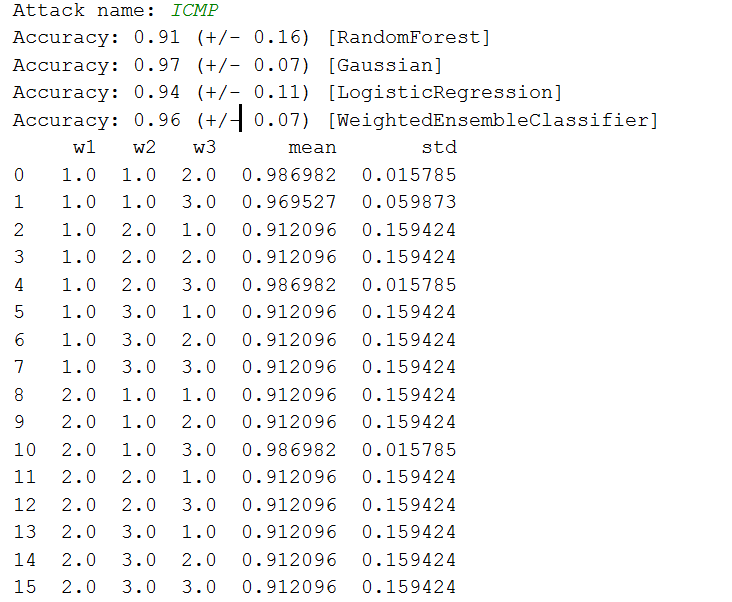 Attack name: ICMP
Accuracy: 0.91 (+/- 0.16) [RandomForest]
Accuracy: 0.97 (+/- 0.07) [Gaussian]
Accuracy: 0.94 (+/- 0.11) [LogisticRegression]
Accuracy: 0.96 (+/- 0.07) [WeightedEnsembleClassifier]
w1 w2 w3 mean std
0 1.0 1.0 2.0 0.986982 0.015785
1 1.0 1.0 3.0 0.969527 0.059873
2 1.0 2.0 1.0 0.912096 0.159424
3 1.0 2.0 2.0 0.912096 0.159424
4 1.0 2.0 3.0 0.986982 0.015785
5 1.0 3.0 1.0 0.912096 0.159424
6 1.0 3.0 2.0 0.912096 0.159424
7 1.0 3.0 3.0 0.912096 0.159424
8 2.0 1.0 1.0 0.912096 0.159424
9 2.0 1.0 2.0 0.912096 0.159424
10 2.0 1.0 3.0 0.986982 0.015785
11 2.0 2.0 1.0 0.912096 0.159424
12 2.0 2.0 3.0 0.912096 0.159424
13 2.0 3.0 1.0 0.912096 0.159424
14 2.0 3.0 2.0 0.912096 0.159424
15 2.0 3.0 3.0 0.912096 0.159424